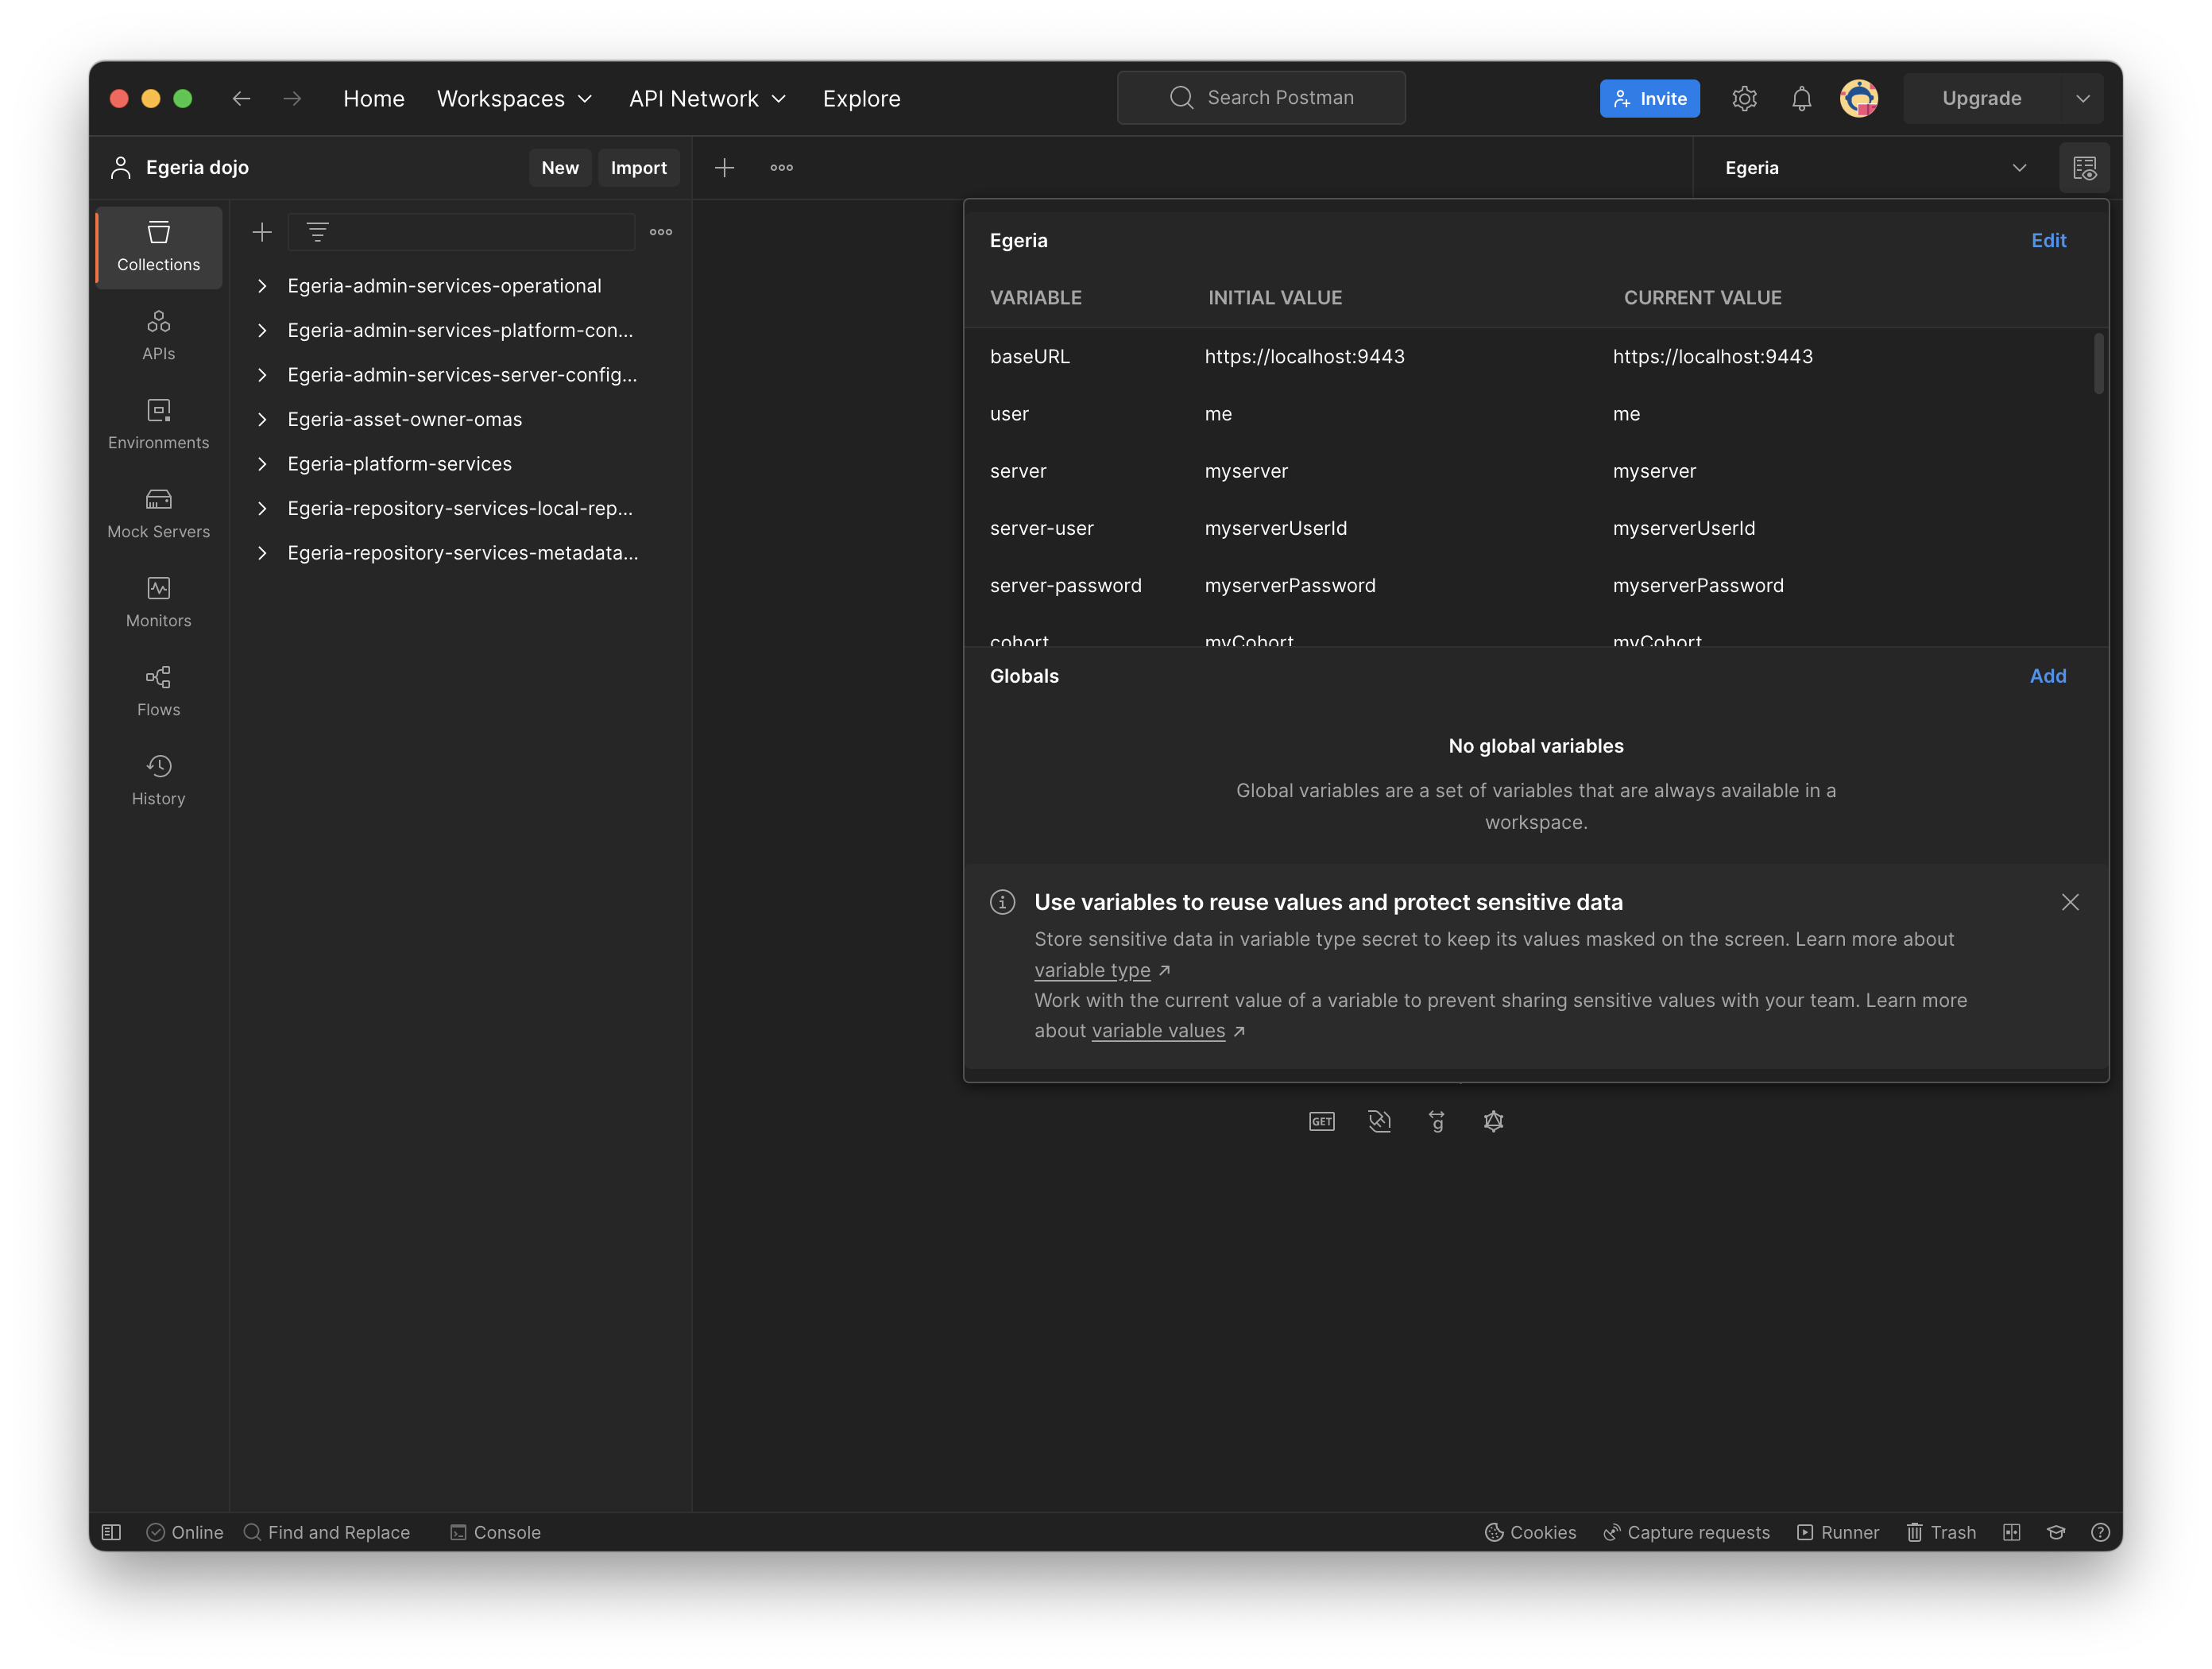 Home Workspaces API Network Explore Search Postman Invite Upgrade
Egeria dojo New Import Egeria
Collections
APIs
Environments
Mock Servers
Monitors
Flows
History
Egeria-admin-services-operational
Egeria-admin-services-platform-con...
Egeria-admin-services-server-config...
Egeria-asset-owner-omas
Egeria-platform-services
Egeria-repository-services-local-rep...
Egeria-repository-services-metadata...
Egeria Edit
VARIABLE INITIAL VALUE CURRENT VALUE
baseURL https://localhost:9443 https://localhost:9443
user me me
server myserver myserver
server-user myserverUserId myserverUserId
server-password myserverPassword myserverPassword
cohort myCohort myCohort
Globals Add
No global variables
Global variables are a set of variables that are always available in a
workspace.
Use variables to reuse values and protect sensitive data
Store sensitive data in variable type secret to keep its values masked on the screen. Learn more about
variable type ↗
Work with the current value of a variable to prevent sharing sensitive values with your team. Learn more
about variable values ↗
GET g
Online Find and Replace Console Cookies Capture requests Runner Trash